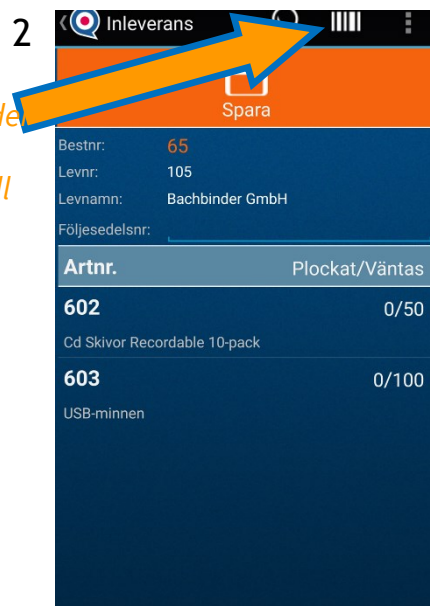 2
Inleverans
Spara
Bestnr: 65
Levnr: 105
Levnamn: Bachbinder GmbH
Följesedelsnr:
Artnr. Plockat/Väntas
602 0/50
Cd Skivor Recordable 10-pack
603 0/100
USB-minnen